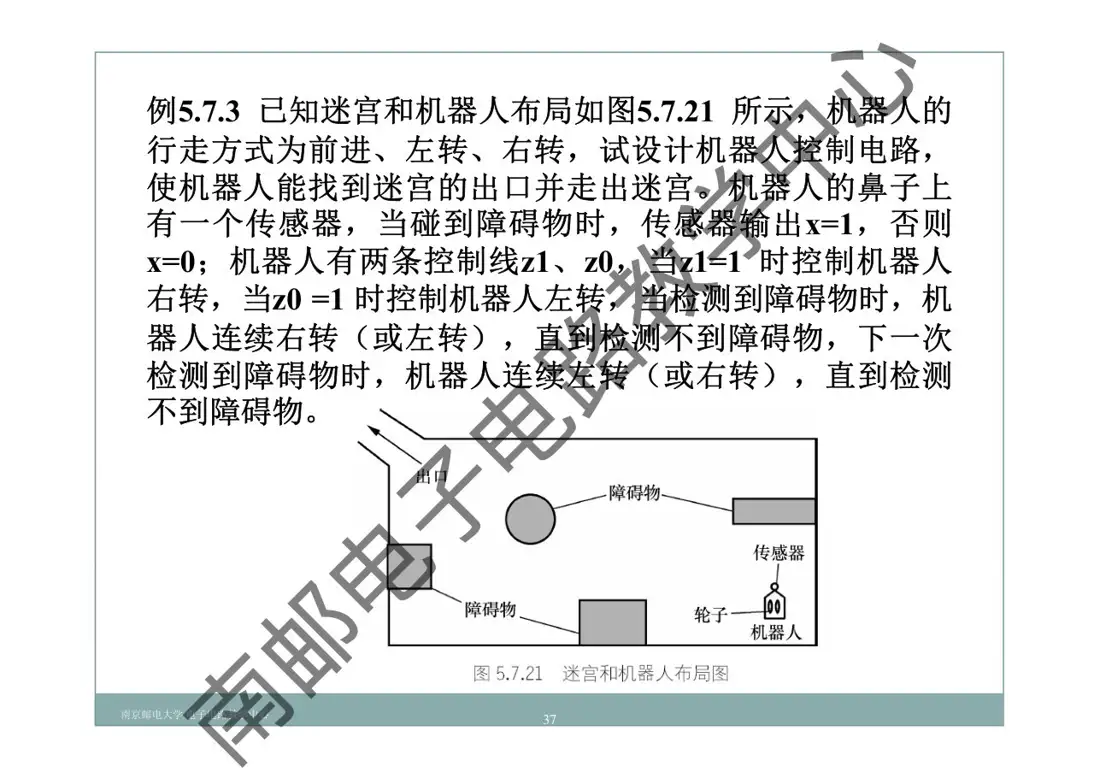 例5.7.3 已知迷宫和机器人布局如图5.7.21 所示，机器人的
行走方式为前进、左转、右转，试设计机器人控制电路，
使机器人能找到迷宫的出口并走出迷宫。机器人的鼻子上
有一个传感器，当碰到障碍物时，传感器输出x=1，否则
x=0；机器人有两条控制线z1、z0，当z1=1 时控制机器人
右转，当z0 =1 时控制机器人左转，当检测到障碍物时，机
器人连续右转（或左转），直到检测不到障碍物，下一次
检测到障碍物时，机器人连续左转（或右转），直到检测
不到障碍物。
出口
障碍物
传感器
障碍物
轮子
机器人
图 5.7.21 迷宫和机器人布局图
南京邮电大学 电子电路教学中心
37
南邮电子电路教学中心